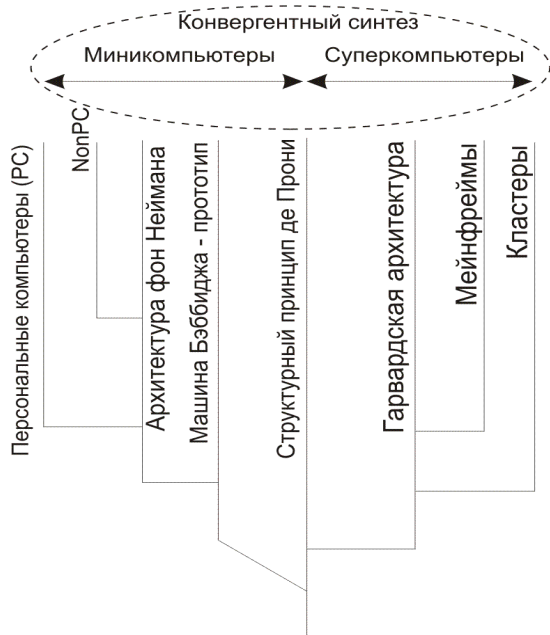 Конвергентный синтез
Миникомпьютеры
Суперкомпьютеры
Персональные компьютеры (PC)
NonPC
Архитектура фон Неймана
Машина Бэббиджа - прототип
Структурный принцип де Прони
Гарвардская архитектура
Мейнфреймы
Кластеры